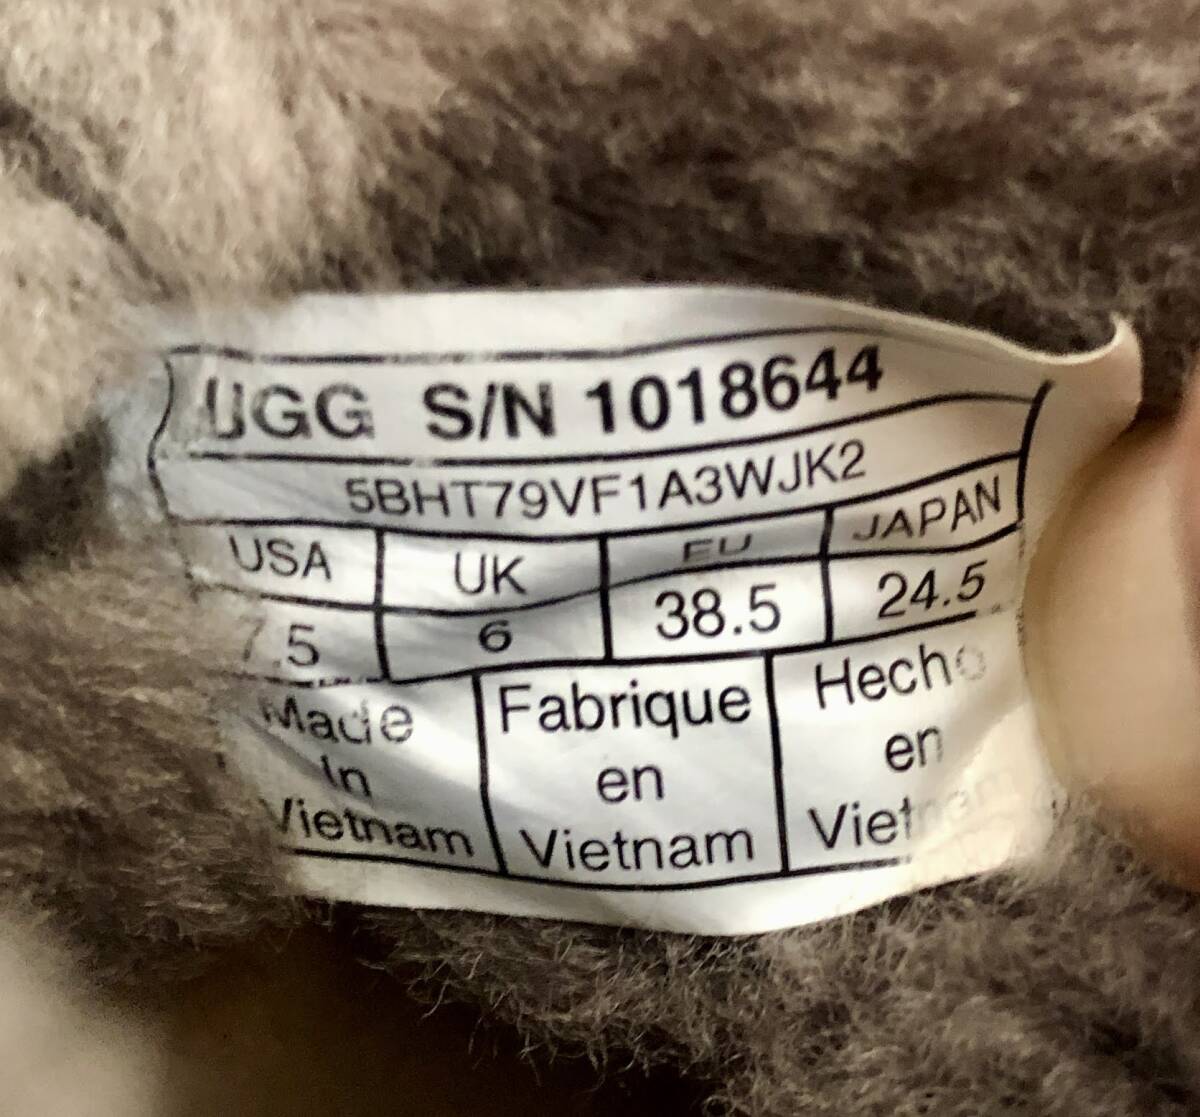 UGG S/N 1018644
5BHT79VF1A3WJK2
USA UK EU JAPAN
7.5 6 38.5 24.5
Made
In
Vietnam
Fabrique
en
Vietnam
Hecho
en
Vietnam